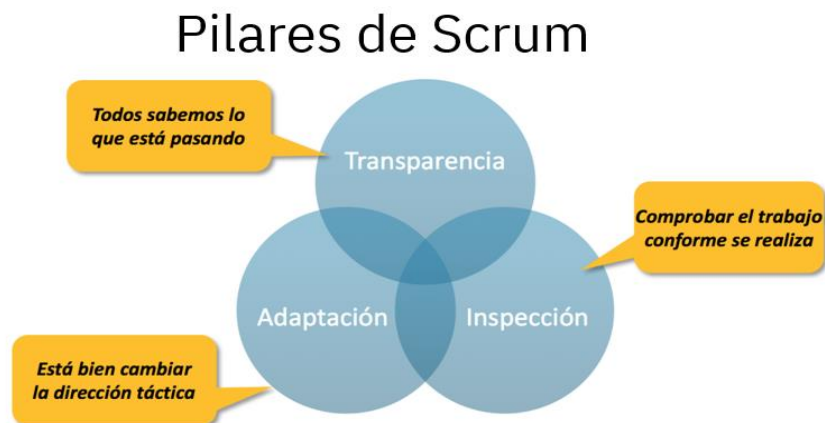 Pilares de Scrum
Todos sabemos lo
que está pasando
Transparencia
Comprobar el trabajo
conforme se realiza
Adaptación
Inspección
Está bien cambiar
la dirección táctica